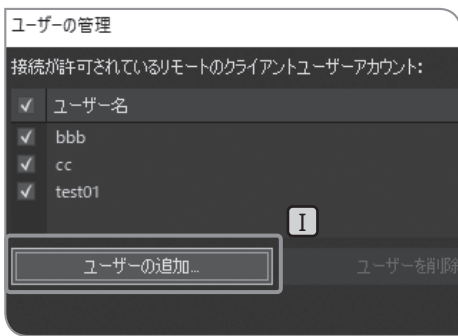 ユーザーの管理
接続が許可されているリモートのクライアントユーザーアカウント:
✓ ユーザー名
✓ bbb
✓ cc
✓ test01
I
ユーザーの追加... ユーザーを削除